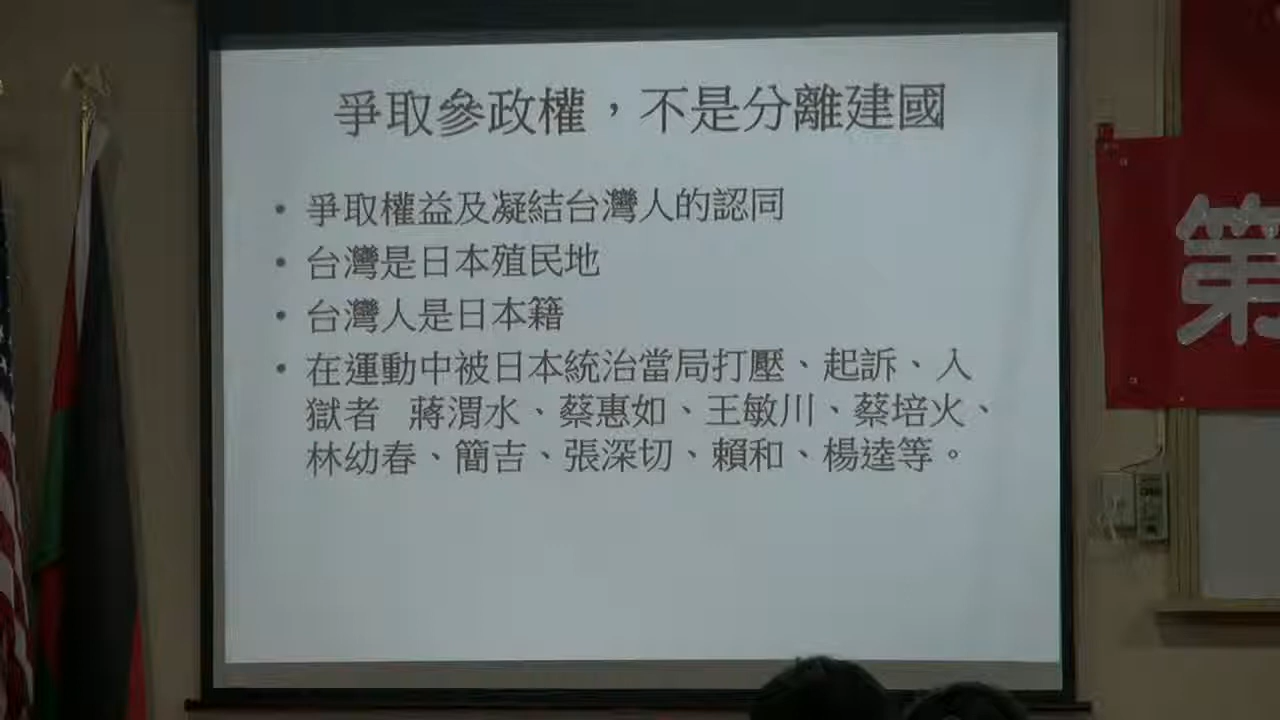 爭取參政權，不是分離建國
• 爭取權益及凝結台灣人的認同
• 台灣是日本殖民地
• 台灣人是日本籍
• 在運動中被日本統治當局打壓、起訴、入
獄者 蔣渭水、蔡惠如、王敏川、蔡培火、
林幼春、簡吉、張深切、賴和、楊逵等。
第